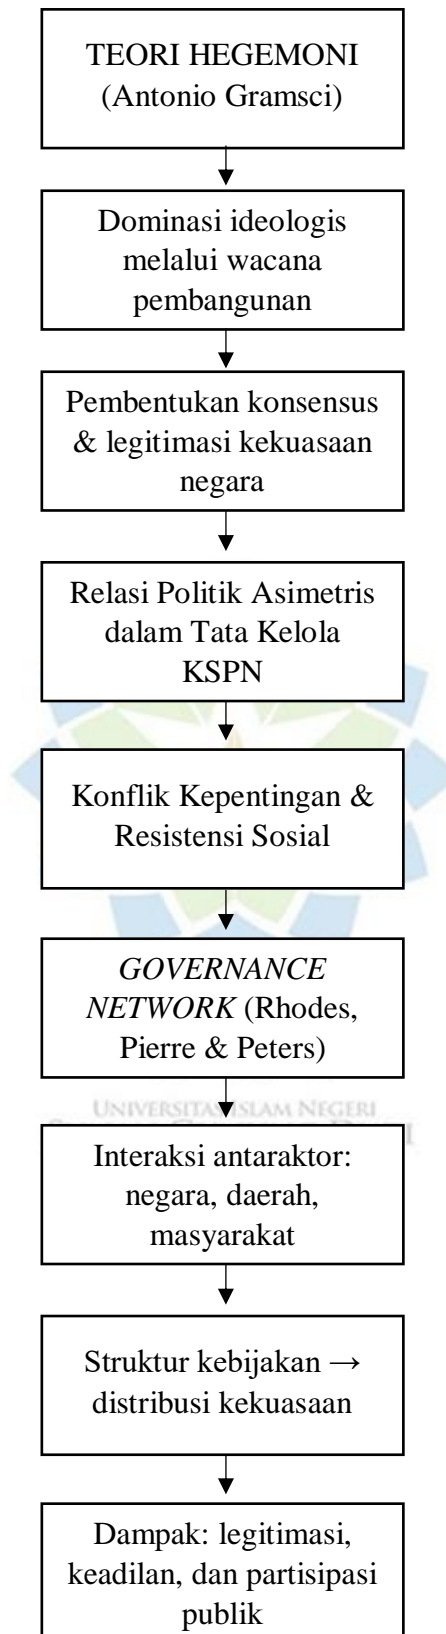 TEORI HEGEMONI
(Antonio Gramsci)
Dominasi ideologis
melalui wacana
pembangunan
Pembentukan konsensus
& legitimasi kekuasaan
negara
Relasi Politik Asimetris
dalam Tata Kelola
KSPN
Konflik Kepentingan &
Resistensi Sosial
GOVERNANCE
NETWORK (Rhodes,
Pierre & Peters)
UNIVERSITAS ISLAM NEGERI
Interaksi antaraktor:
negara, daerah,
masyarakat
Struktur kebijakan →
distribusi kekuasaan
Dampak: legitimasi,
keadilan, dan partisipasi
publik